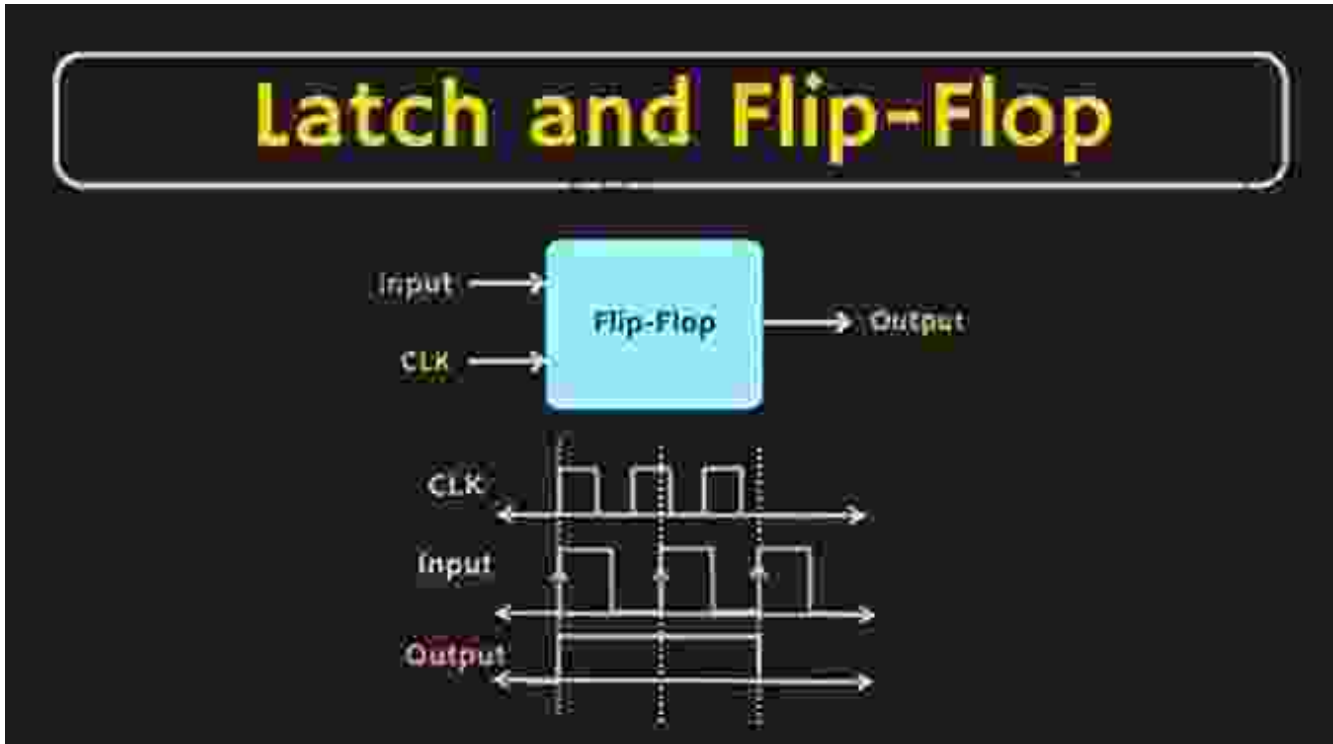 Latch and Flip-Flop
Input
Flip-Flop
Output
CLK
CLK
Input
Output